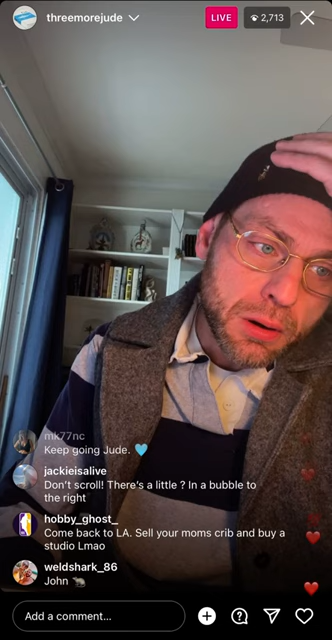 threemorejude
LIVE
2,713
mk77nc
Keep going Jude. 🩵
jackieisalive
Don't scroll! There's a little ? In a bubble to
the right
hobby_ghost_
Come back to LA. Sell your moms crib and buy a
studio Lmao
weldshark_86
John 🐀
Add a comment...